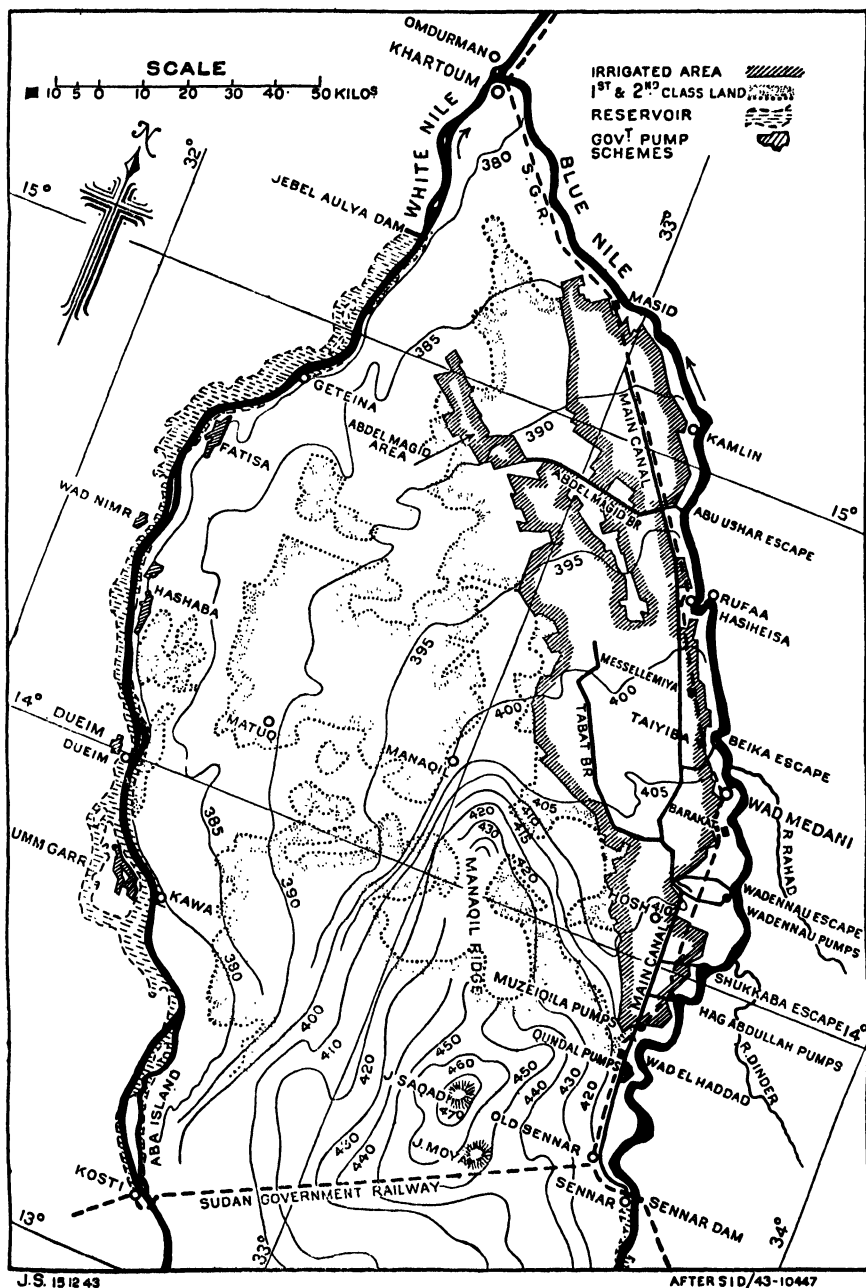 OMDURMAN
KHARTOUM
SCALE
10 5 0 10 20 30 40 50 KILOS
IRRIGATED AREA
1ST & 2ND CLASS LAND
RESERVOIR
GOVT PUMP
SCHEMES
N
32°
15°
WHITE NILE
BLUE NILE
S.G.R.
380
33°
JEBEL AULYA DAM
MASID
385
GETEINA
ABDEL MAGID
AREA
390
MAIN CANAL
KAMLIN
FATISA
ABDEL MAGID BR
15°
WAD NIMR
ABU USHAR ESCAPE
395
HASHABA
RUFAA
HASIHEISA
395
MESSELLEMIYA
400
14°
400
DUEIM
DUEIM
MATUQ
MANAQIL
TABAT BR
TAIYIBA
BEIKA ESCAPE
405
405
410
415
420
430
420
WAD MEDANI
BARAKAT
R. RAHAD
385
390
UMM GARR
KAWA
MANAQIL RIDGE
WADENNAU ESCAPE
WADENNAU PUMPS
380
MAIN CANAL
SHUKKABA ESCAPE
14°
400
410
420
MUZEIQILA PUMPS
HAG ABDULLAH PUMPS
R. DINDER
450
460
450
440
430
420
QUNDAL PUMPS
WAD EL HADDAD
J. SAQADI
470
ABA ISLAND
OLD SENNAR
J. MOYA
440
KOSTI
SUDAN GOVERNMENT RAILWAY
SENNAR
SENNAR DAM
13°
33°
34°
J.S. 15 12 43
AFTER S I D/43-10447